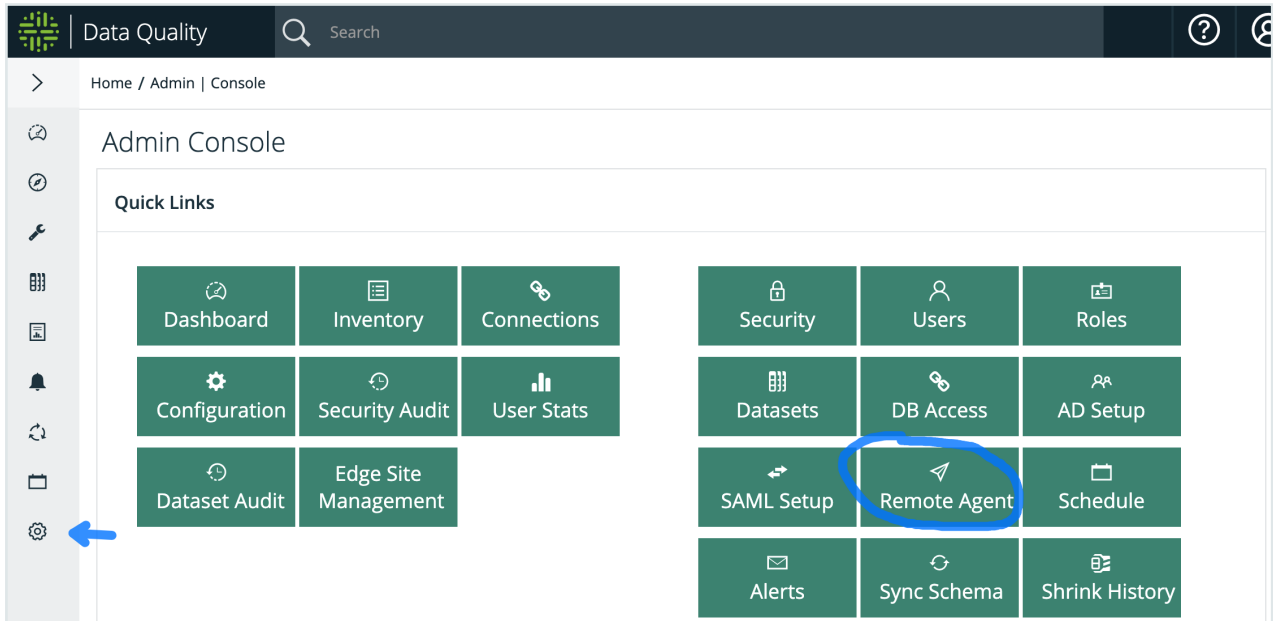 Data Quality
Search
Home / Admin | Console
Admin Console
Quick Links
Dashboard
Inventory
Connections
Configuration
Security Audit
User Stats
Dataset Audit
Edge Site
Management
Security
Users
Roles
Datasets
DB Access
AD Setup
SAML Setup
Remote Agent
Schedule
Alerts
Sync Schema
Shrink History